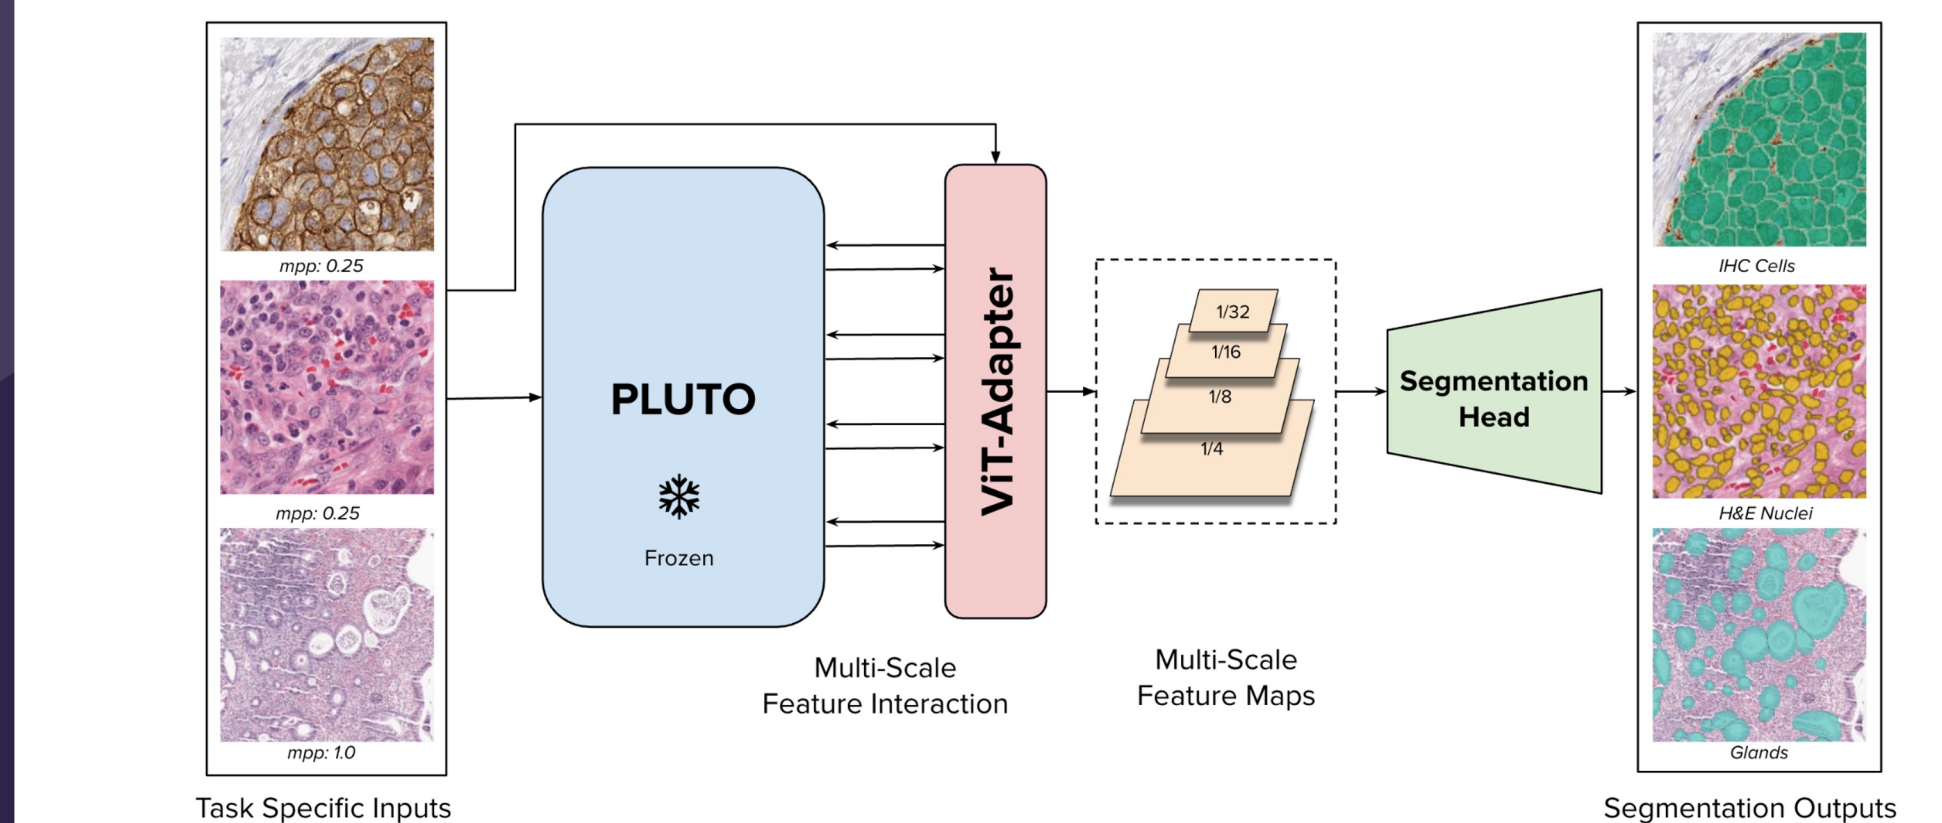 mpp: 0.25
mpp: 0.25
mpp: 1.0
Task Specific Inputs
PLUTO
Frozen
ViT-Adapter
Multi-Scale
Feature Interaction
1/32
1/16
1/8
1/4
Multi-Scale
Feature Maps
Segmentation
Head
IHC Cells
H&E Nuclei
Glands
Segmentation Outputs